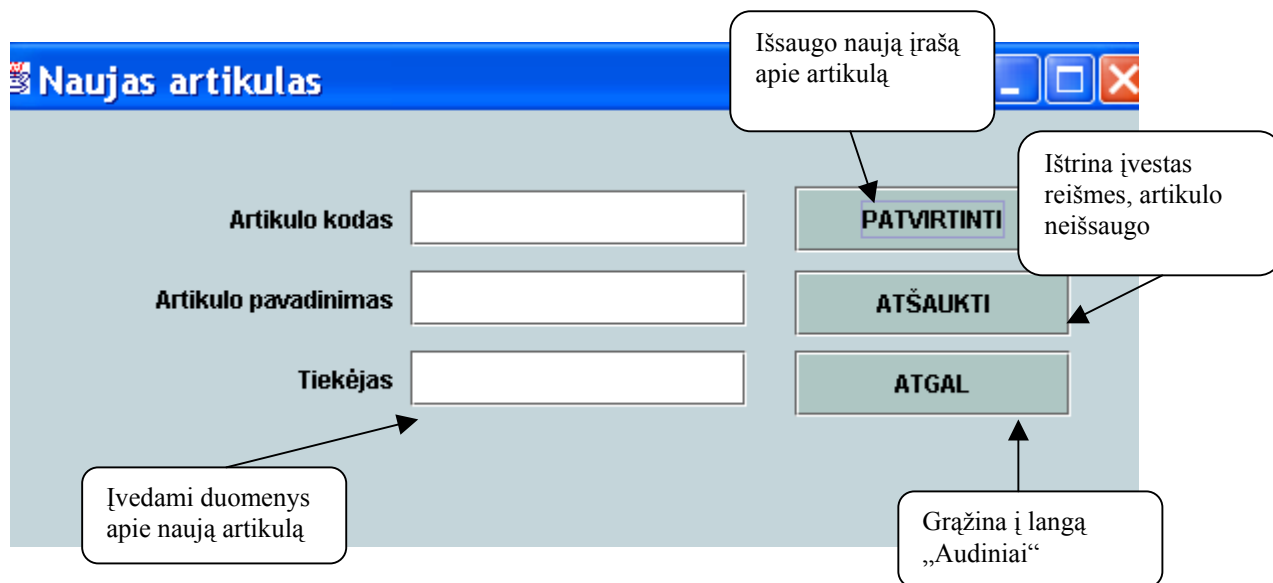 Išsaugo naują įrašą
apie artikulą
Naujas artikulas
Ištrina įvestas
reišmes, artikulo
neišsaugo
Artikulo kodas
PATVIRTINTI
Artikulo pavadinimas
ATŠAUKTI
Tiekėjas
ATGAL
Įvedami duomenys
apie naują artikulą
Grąžina į langą
„Audiniai“